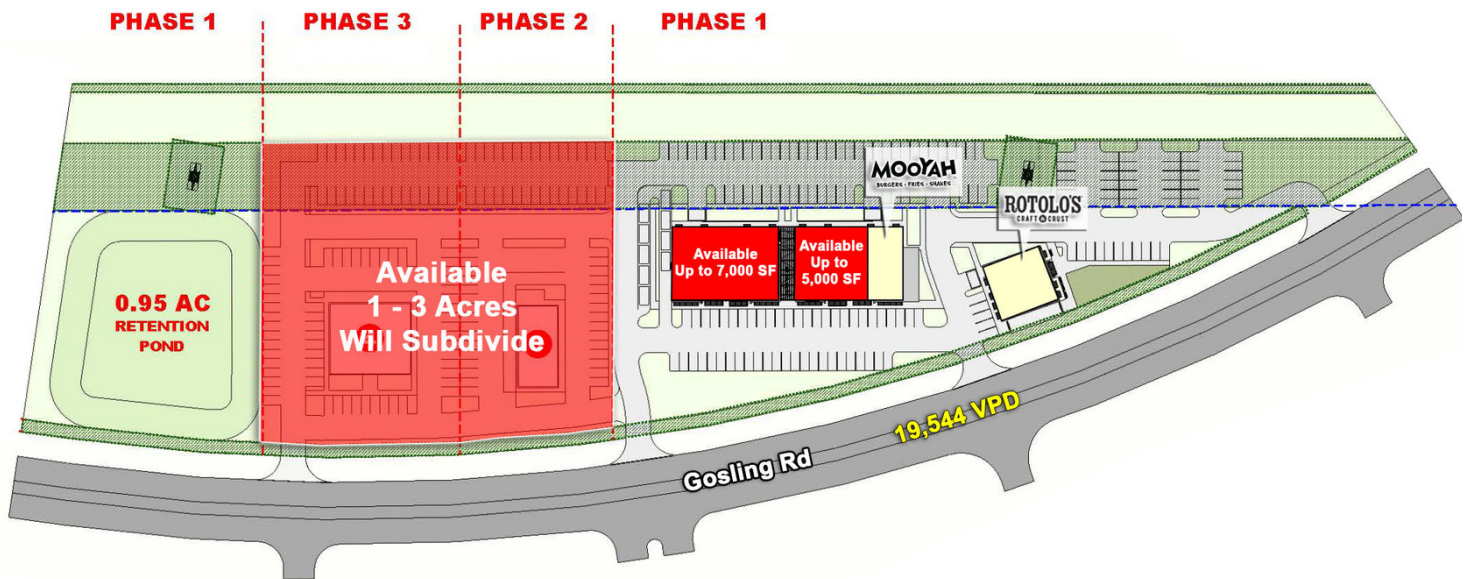 PHASE 1
PHASE 3
PHASE 2
PHASE 1
MOOYAH
BURGERS • FRIES • SHAKES
ROTOLO'S
CRAFT & CRUST
Available
Up to 7,000 SF
Available
Up to
5,000 SF
Available
1 - 3 Acres
Will Subdivide
0.95 AC
RETENTION
POND
19,544 VPD
Gosling Rd